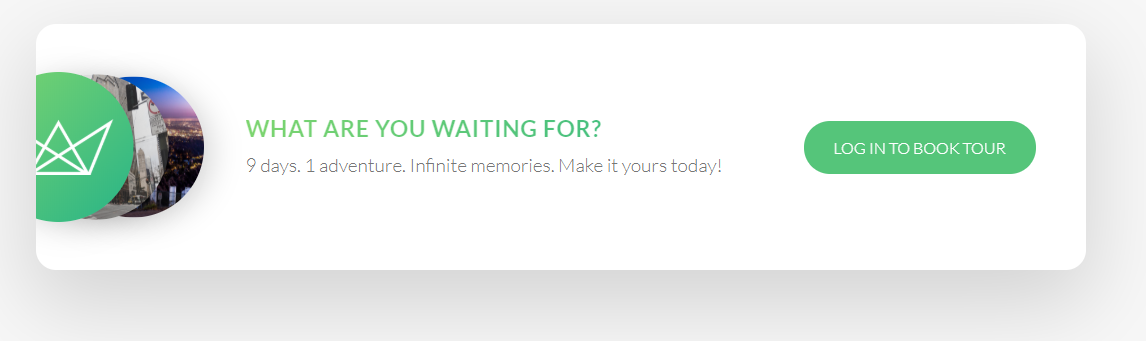 WHAT ARE YOU WAITING FOR?
9 days. 1 adventure. Infinite memories. Make it yours today!
LOG IN TO BOOK TOUR